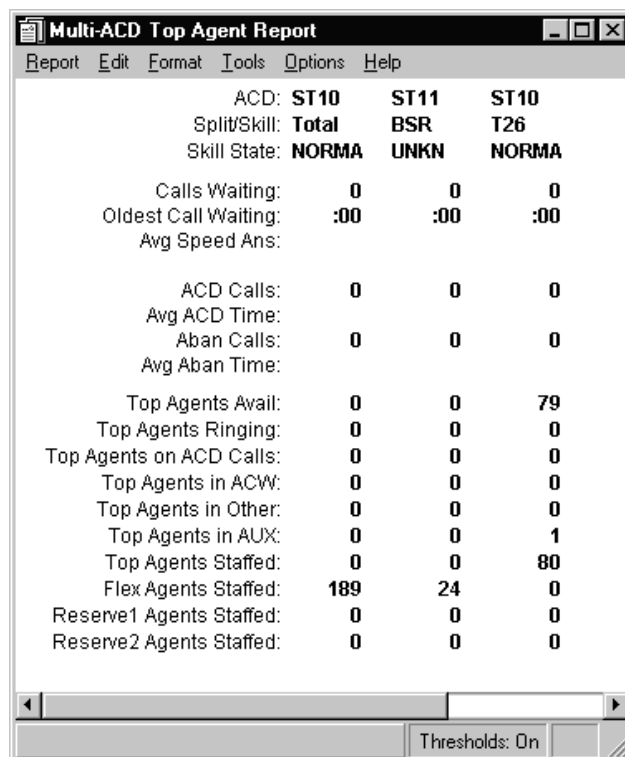 Multi-ACD Top Agent Report
Report Edit Format Tools Options Help
ACD: ST10 ST11 ST10
Split/Skill: Total BSR T26
Skill State: NORMA UNKN NORMA
Calls Waiting: 0 0 0
Oldest Call Waiting: :00 :00 :00
Avg Speed Ans:
ACD Calls: 0 0 0
Avg ACD Time:
Aban Calls: 0 0 0
Avg Aban Time:
Top Agents Avail: 0 0 79
Top Agents Ringing: 0 0 0
Top Agents on ACD Calls: 0 0 0
Top Agents in ACW: 0 0 0
Top Agents in Other: 0 0 0
Top Agents in AUX: 0 0 1
Top Agents Staffed: 0 0 80
Flex Agents Staffed: 189 24 0
Reserve1 Agents Staffed: 0 0 0
Reserve2 Agents Staffed: 0 0 0
Thresholds: On